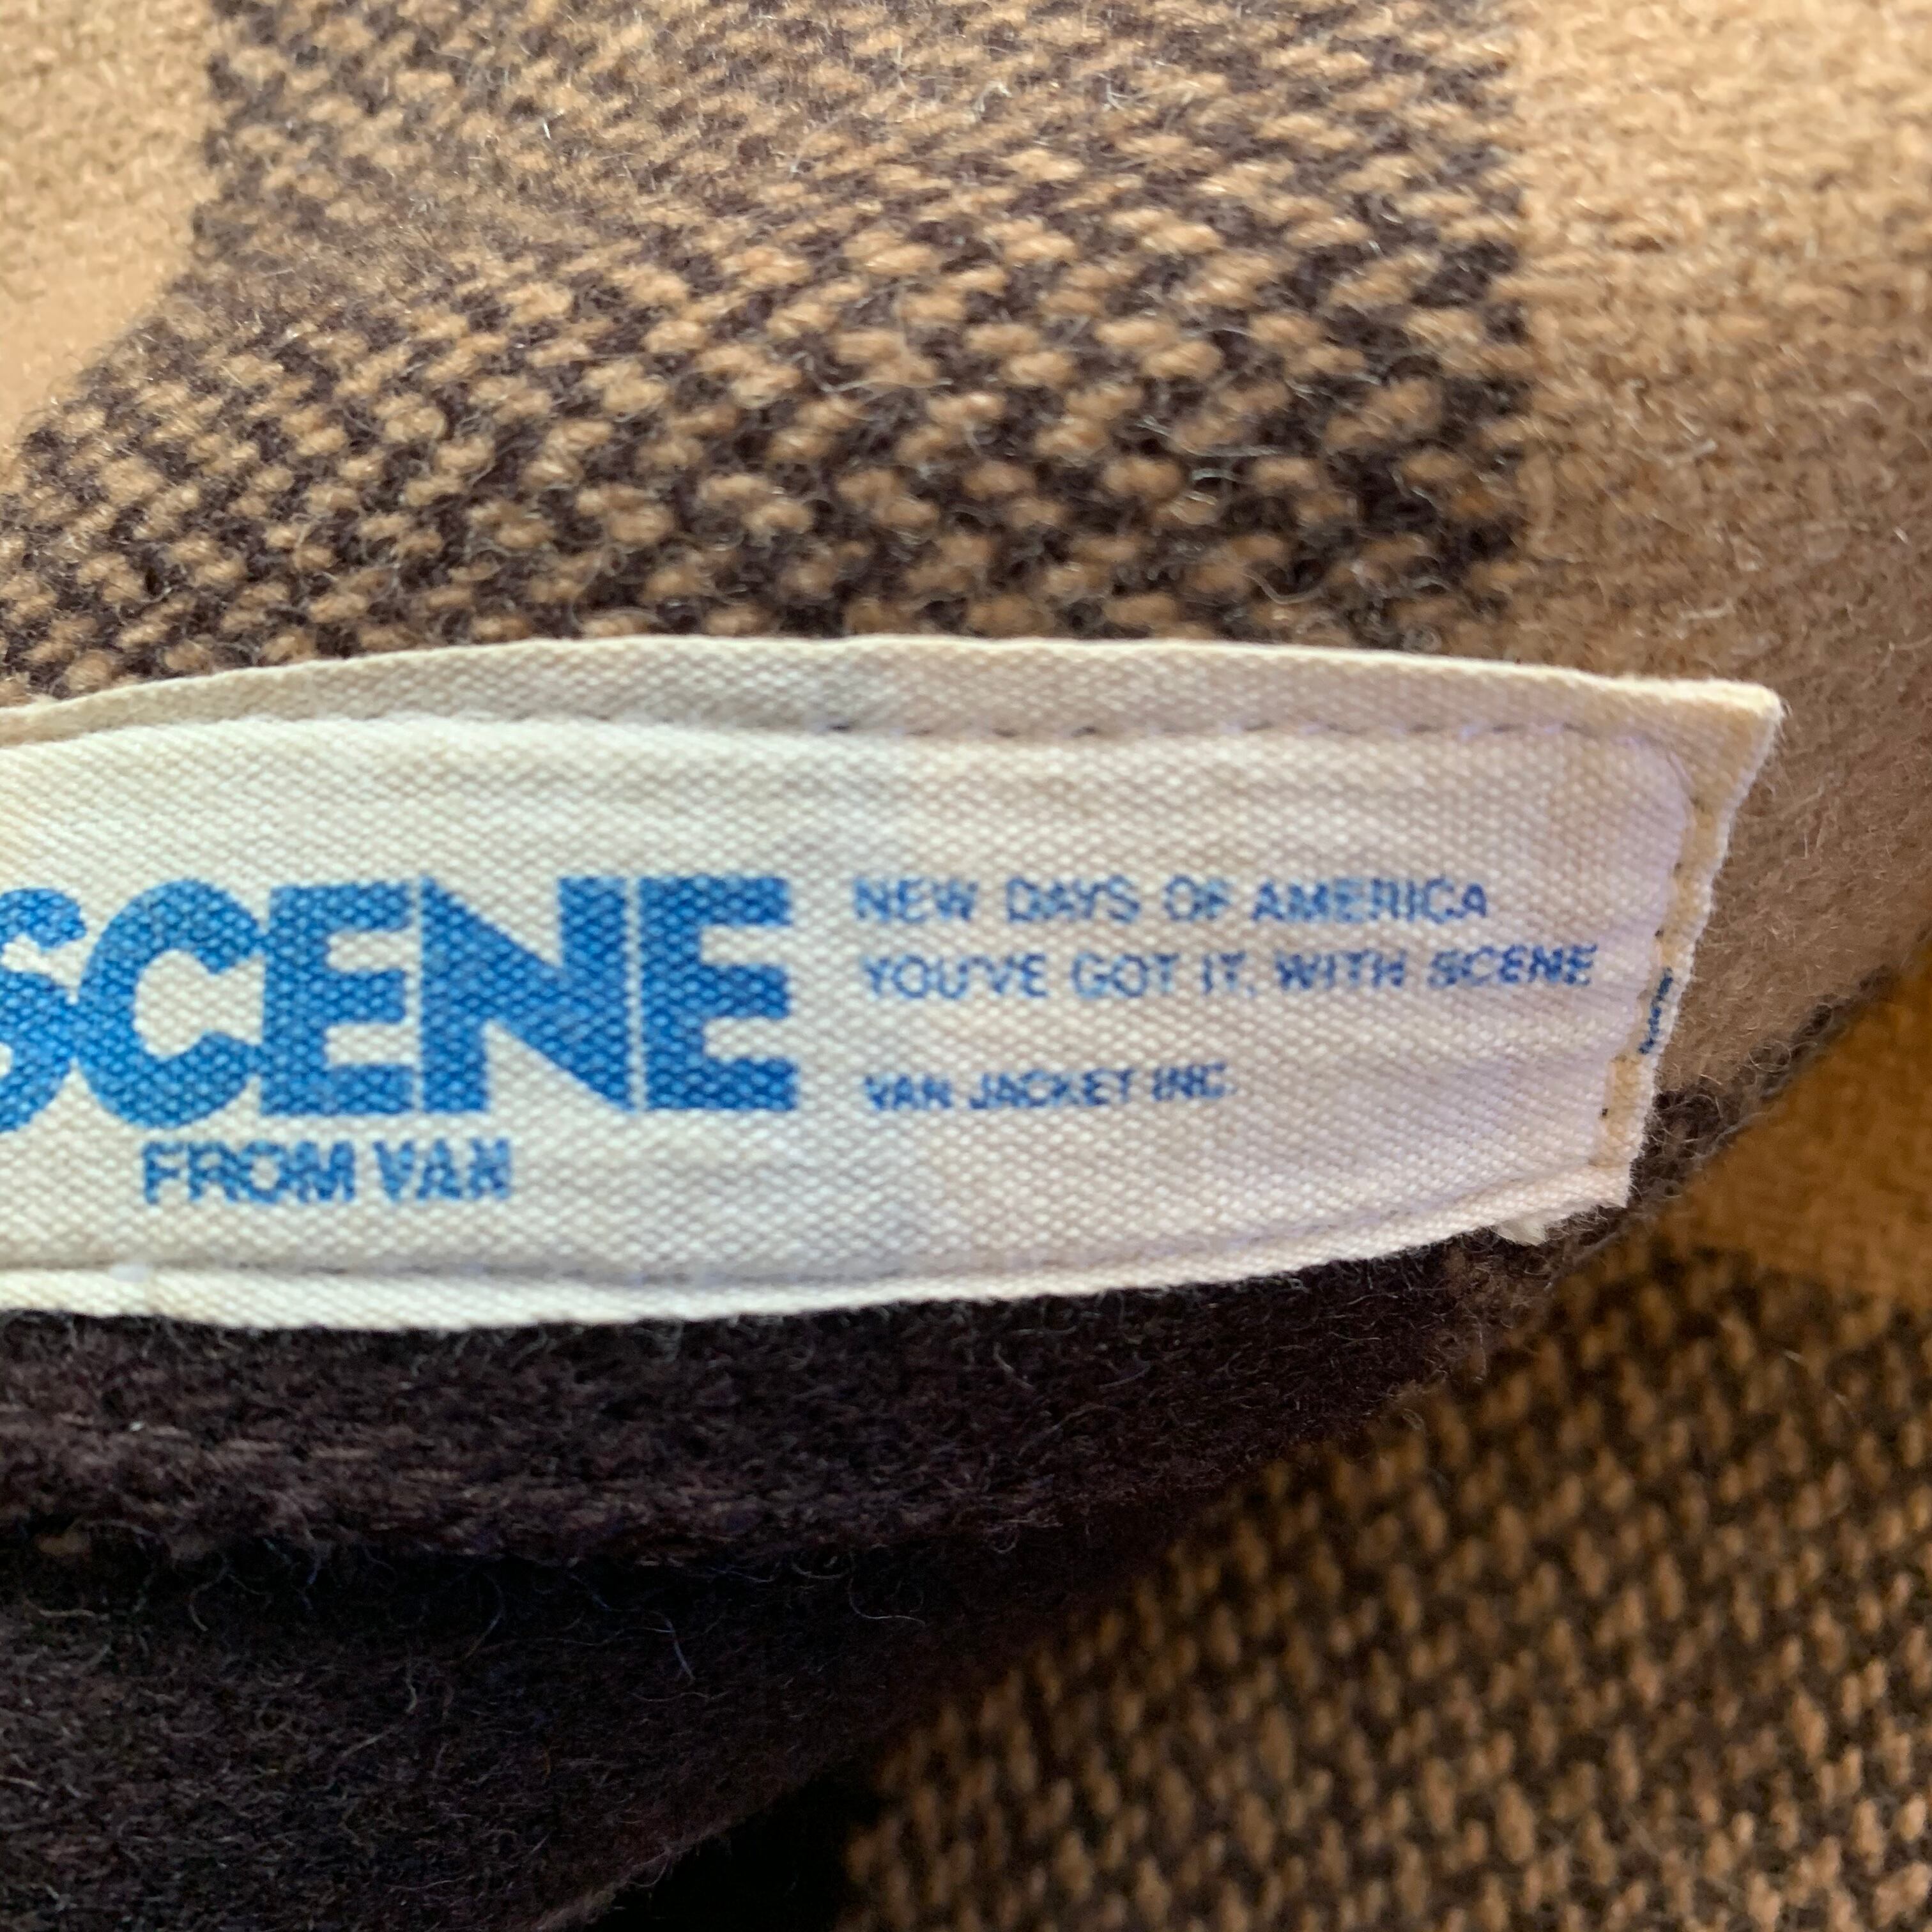 SCENE
FROM VAN
NEW DAYS OF AMERICA
YOU'VE GOT IT, WITH SCENE
VAN JACKET INC.